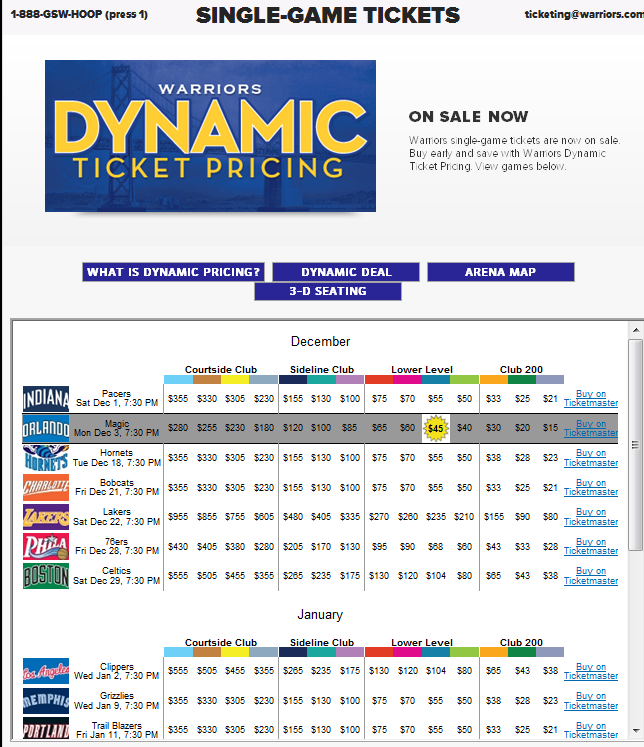 1-888-GSW-HOOP (press 1)
SINGLE-GAME TICKETS
ticketing@warriors.com
WARRIORS
DYNAMIC
TICKET PRICING
ON SALE NOW
Warriors single-game tickets are now on sale.
Buy early and save with Warriors Dynamic
Ticket Pricing. View games below.
WHAT IS DYNAMIC PRICING?
DYNAMIC DEAL
ARENA MAP
3-D SEATING
December
Courtside Club Sideline Club Lower Level Club 200
INDIANA
Pacers
Sat Dec 1, 7:30 PM
$355 $330 $305 $230 $155 $130 $100 $75 $70 $55 $50 $33 $25 $21
Buy on
Ticketmaster
ORLANDO
Magic
Mon Dec 3, 7:30 PM
$280 $255 $230 $180 $120 $100 $85 $65 $60 $45 $40 $30 $20 $15
Buy on
Ticketmaster
HORNETS
Hornets
Tue Dec 18, 7:30 PM
$355 $330 $305 $230 $155 $130 $100 $75 $70 $55 $50 $38 $28 $23
Buy on
Ticketmaster
CHARLOTTE
Bobcats
Fri Dec 21, 7:30 PM
$355 $330 $305 $230 $155 $130 $100 $75 $70 $55 $50 $33 $25 $21
Buy on
Ticketmaster
LAKERS
Lakers
Sat Dec 22, 7:30 PM
$955 $855 $755 $605 $480 $405 $335 $270 $260 $235 $210 $155 $90 $80
Buy on
Ticketmaster
PHILA
76ers
Fri Dec 28, 7:30 PM
$430 $405 $380 $280 $205 $170 $130 $95 $90 $68 $60 $43 $33 $28
Buy on
Ticketmaster
BOSTON
Celtics
Sat Dec 29, 7:30 PM
$555 $505 $455 $355 $265 $235 $175 $130 $120 $104 $80 $65 $43 $38
Buy on
Ticketmaster
January
Courtside Club Sideline Club Lower Level Club 200
Los Angeles
Clippers
Wed Jan 2, 7:30 PM
$555 $505 $455 $355 $265 $235 $175 $130 $120 $104 $80 $65 $43 $38
Buy on
Ticketmaster
MEMPHIS
Grizzlies
Wed Jan 9, 7:30 PM
$355 $330 $305 $230 $155 $130 $100 $75 $70 $55 $50 $38 $28 $23
Buy on
Ticketmaster
PORTLAND
Trail Blazers
Fri Jan 11, 7:30 PM
$355 $330 $305 $230 $155 $130 $100 $75 $70 $55 $50 $33 $25 $21
Buy on
Ticketmaster